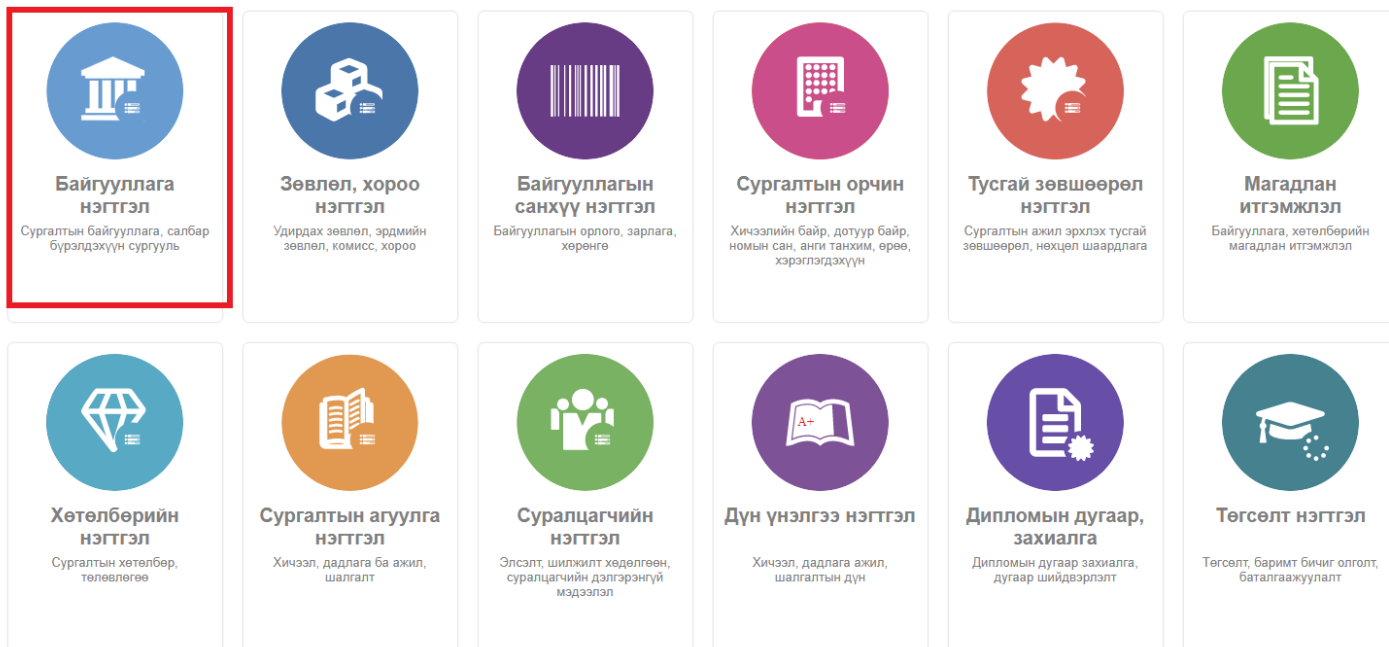 Байгууллага
нэгтгэл
Сургалтын байгууллага, салбар
бүрэлдэхүүн сургууль
Зөвлөл, хороо
нэгтгэл
Удирдах зөвлөл, эрдмийн
зөвлөл, комисс, хороо
Байгууллагын
санхүү нэгтгэл
Байгууллагын орлого, зарлага,
хөрөнгө
Сургалтын орчин
нэгтгэл
Хичээлийн байр, дотуур байр,
номын сан, анги танхим, өрөө,
хэрэглэгдэхүүн
Тусгай зөвшөөрөл
нэгтгэл
Сургалтын ажил эрхлэх тусгай
зөвшөөрөл, нөхцөл шаардлага
Магадлан
итгэмжлэл
Байгууллага, хөтөлбөрийн
магадлан итгэмжлэл
Хөтөлбөрийн
нэгтгэл
Сургалтын хөтөлбөр,
төлөвлөгөө
Сургалтын агуулга
нэгтгэл
Хичээл, дадлага ба ажил,
шалгалт
Суралцагчийн
нэгтгэл
Элсэлт, шилжилт хөдөлгөөн,
суралцагчийн дэлгэрэнгүй
мэдээлэл
A+
Дүн үнэлгээ нэгтгэл
Хичээл, дадлага ажил,
шалгалтын дүн
Дипломын дугаар,
захиалга
Дипломын дугаар захиалга,
дугаар шийдвэрлэлт
Төгсөлт нэгтгэл
Төгсөлт, баримт бичиг олголт,
баталгаажуулалт